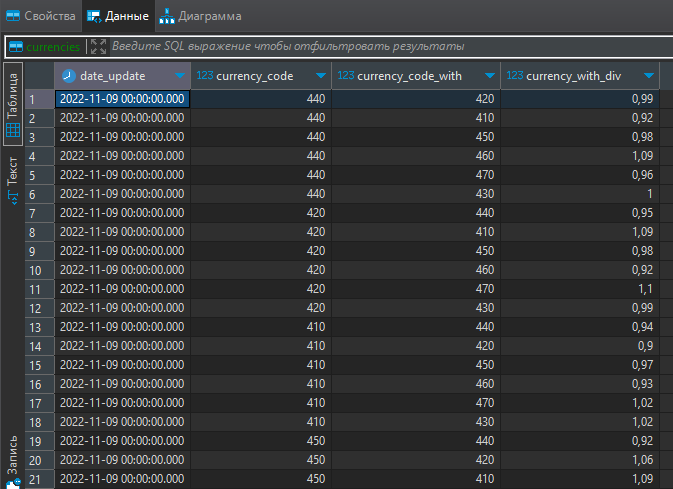 Свойства Данные Диаграмма
currencies Введите SQL выражение чтобы отфильтровать результаты
Таблица
Текст
Запись
date_update 123 currency_code 123 currency_code_with 123 currency_with_div
1 2022-11-09 00:00:00.000 440 420 0,99
2 2022-11-09 00:00:00.000 440 410 0,92
3 2022-11-09 00:00:00.000 440 450 0,98
4 2022-11-09 00:00:00.000 440 460 1,09
5 2022-11-09 00:00:00.000 440 470 0,96
6 2022-11-09 00:00:00.000 440 430 1
7 2022-11-09 00:00:00.000 420 440 0,95
8 2022-11-09 00:00:00.000 420 410 1,09
9 2022-11-09 00:00:00.000 420 450 0,98
10 2022-11-09 00:00:00.000 420 460 0,92
11 2022-11-09 00:00:00.000 420 470 1,1
12 2022-11-09 00:00:00.000 420 430 0,99
13 2022-11-09 00:00:00.000 410 440 0,94
14 2022-11-09 00:00:00.000 410 420 0,9
15 2022-11-09 00:00:00.000 410 450 0,97
16 2022-11-09 00:00:00.000 410 460 0,93
17 2022-11-09 00:00:00.000 410 470 1,02
18 2022-11-09 00:00:00.000 410 430 1,02
19 2022-11-09 00:00:00.000 450 440 0,92
20 2022-11-09 00:00:00.000 450 420 1,06
21 2022-11-09 00:00:00.000 450 410 1,09